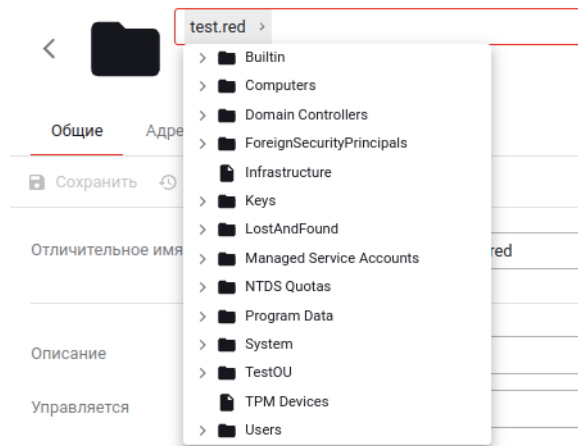 test.red
Builtin
Computers
Общие
Domain Controllers
ForeignSecurityPrincipals
Infrastructure
Сохранить
Keys
LostAndFound
Отличительное имя
red
Managed Service Accounts
NTDS Quotas
Program Data
System
Описание
TestOU
TPM Devices
Управляется
Users